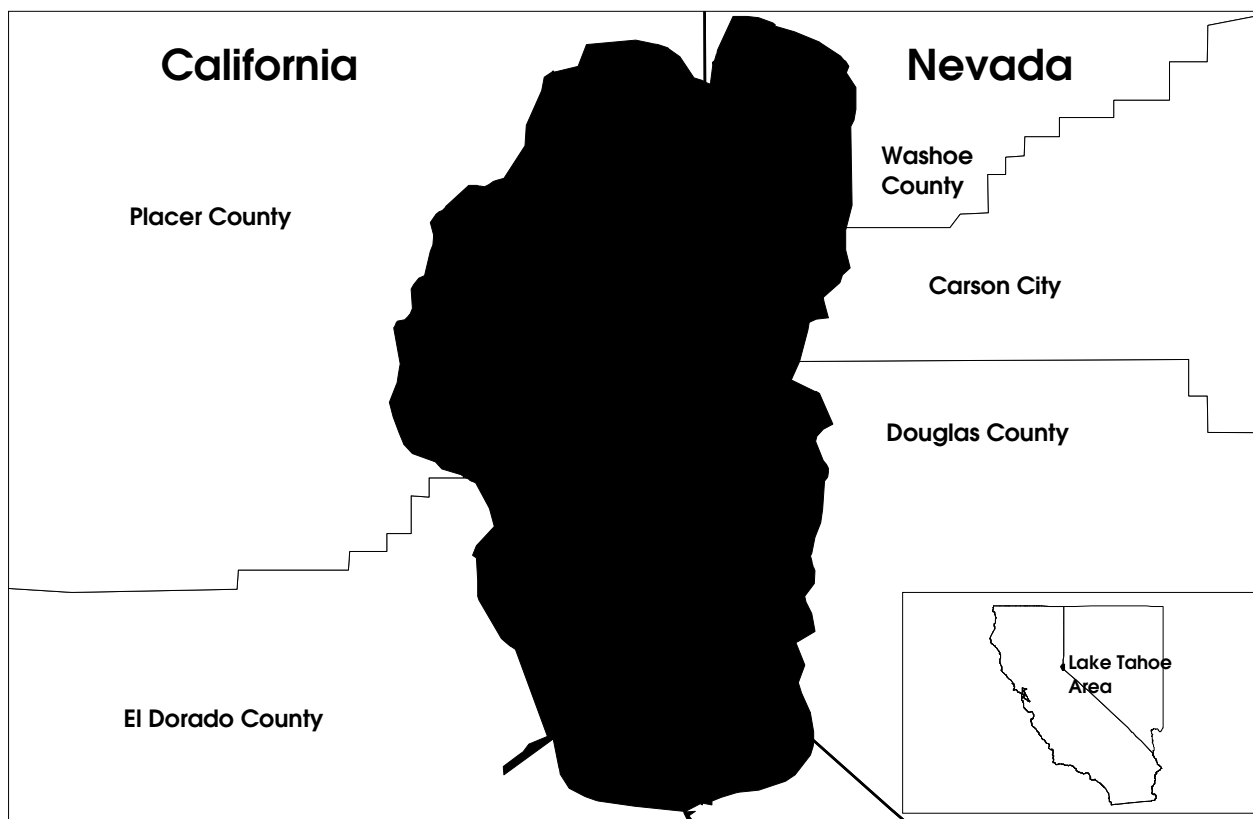 California
Nevada
Washoe
County
Placer County
Carson City
Douglas County
Lake Tahoe
Area
El Dorado County